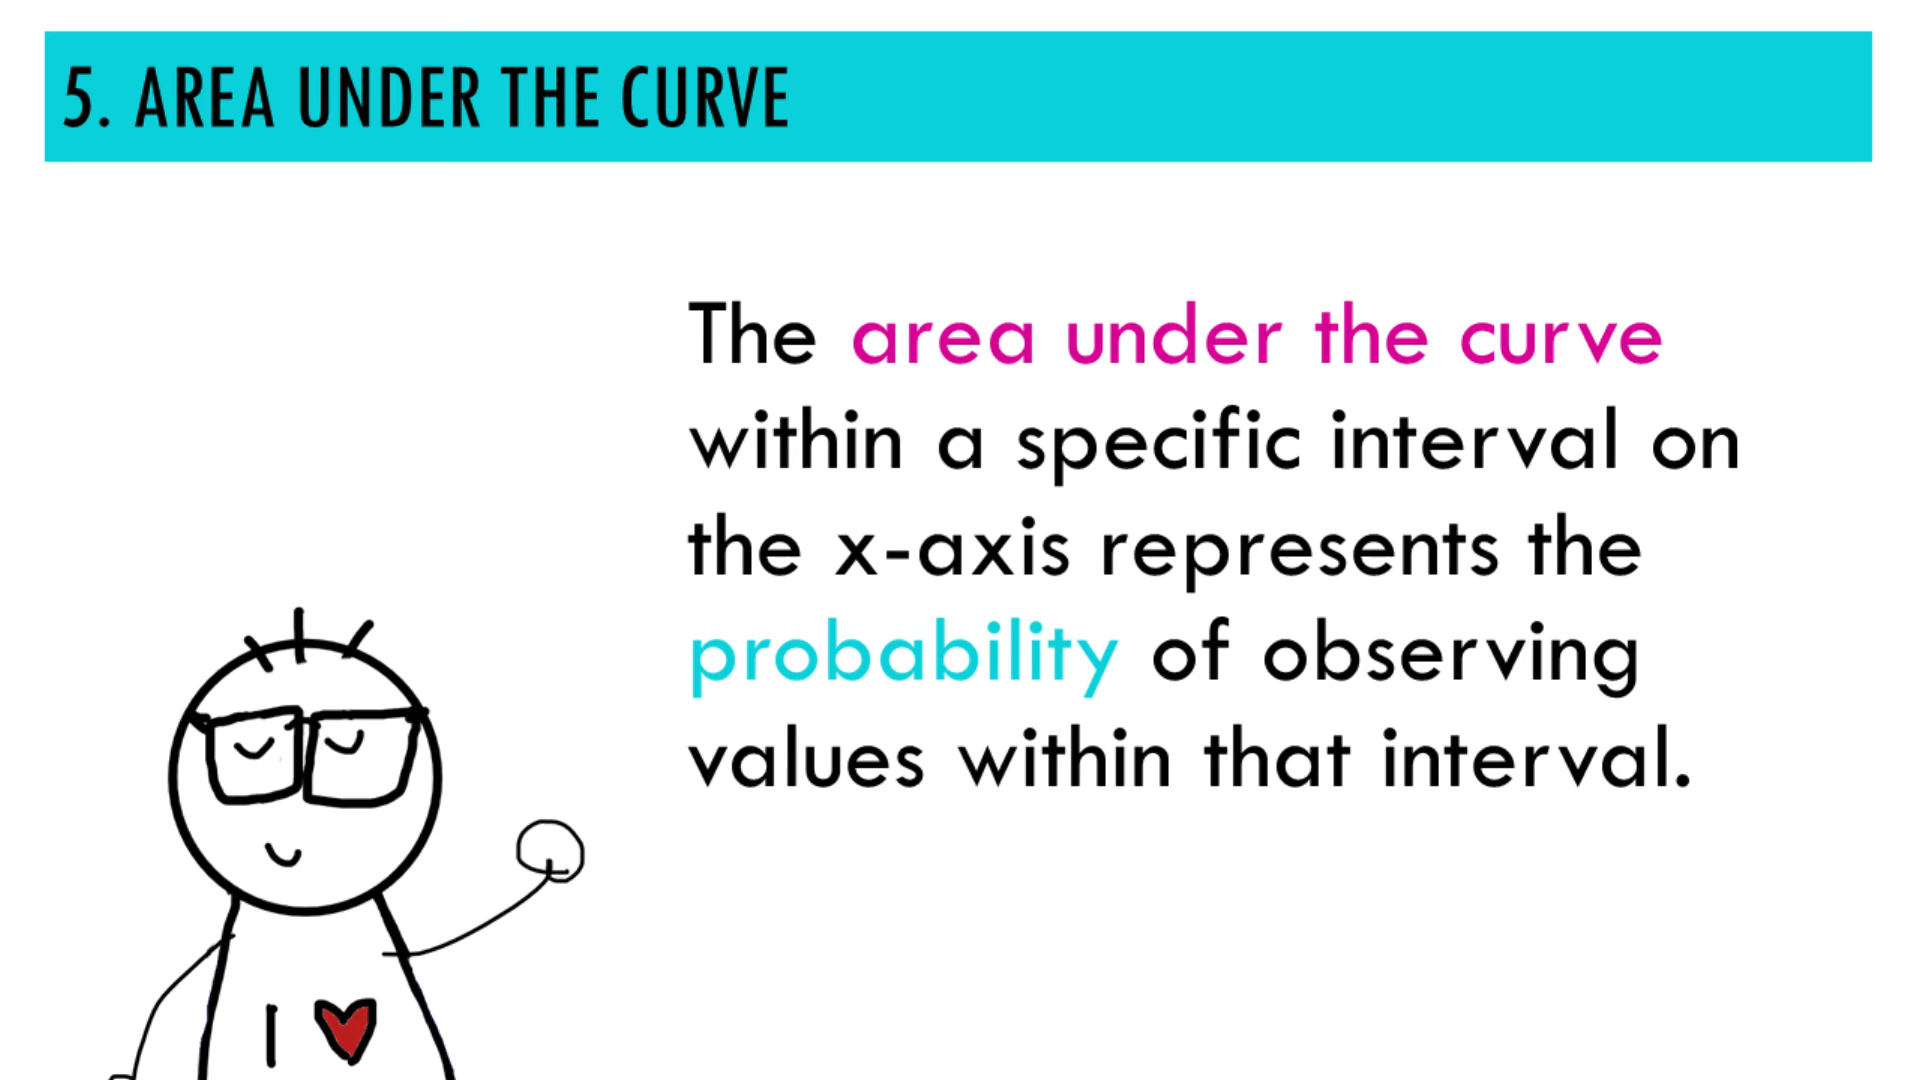 5. AREA UNDER THE CURVE
The area under the curve
within a specific interval on
the x-axis represents the
probability of observing
values within that interval.
I ♥